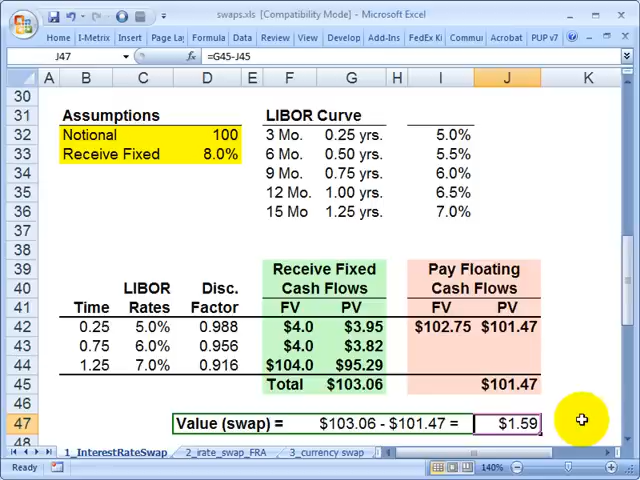 swaps.xls [Compatibility Mode] - Microsoft Excel
Home I-Metrix Insert Page La Formula Data Review View Develop Add-Ins FedEx Ki Commu Acrobat PUP v7
J47 fx =G45-J45
A B C D E F G H I J K
30
31 Assumptions LIBOR Curve
32 Notional 100 3 Mo. 0.25 yrs. 5.0%
33 Receive Fixed 8.0% 6 Mo. 0.50 yrs. 5.5%
34 9 Mo. 0.75 yrs. 6.0%
35 12 Mo. 1.00 yrs. 6.5%
36 15 Mo 1.25 yrs. 7.0%
37
38
39 Receive Fixed Pay Floating
40 LIBOR Disc. Cash Flows Cash Flows
41 Time Rates Factor FV PV FV PV
42 0.25 5.0% 0.988 $4.0 $3.95 $102.75 $101.47
43 0.75 6.0% 0.956 $4.0 $3.82
44 1.25 7.0% 0.916 $104.0 $95.29
45 Total $103.06 $101.47
46
47 Value (swap) = $103.06 - $101.47 = $1.59
48
1_InterestRateSwap 2_irate_swap_FRA 3_currency swap
Ready 140%